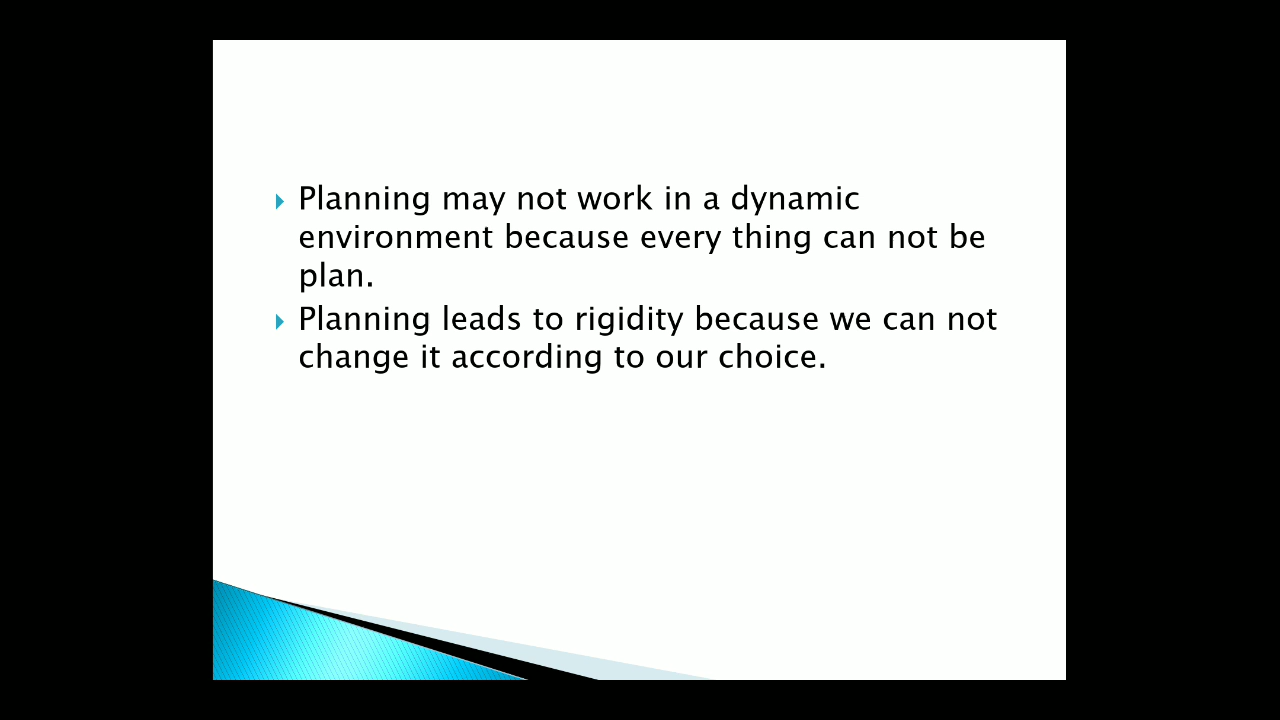 Planning may not work in a dynamic
environment because every thing can not be
plan.
Planning leads to rigidity because we can not
change it according to our choice.